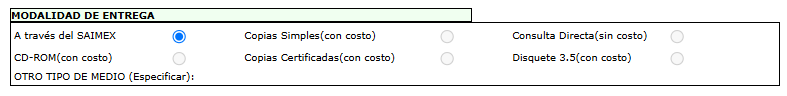 MODALIDAD DE ENTREGA
A través del SAIMEX Copias Simples(con costo) Consulta Directa(sin costo)
CD-ROM(con costo) Copias Certificadas(con costo) Disquete 3.5(con costo)
OTRO TIPO DE MEDIO (Especificar):